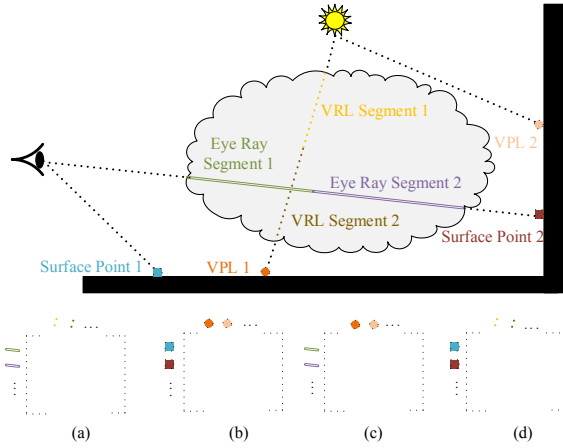 VRL Segment 1
VPL 2
Eye Ray
Segment 1
Eye Ray Segment 2
VRL Segment 2
Surface Point 2
Surface Point 1
VPL 1
(a)
(b)
(c)
(d)